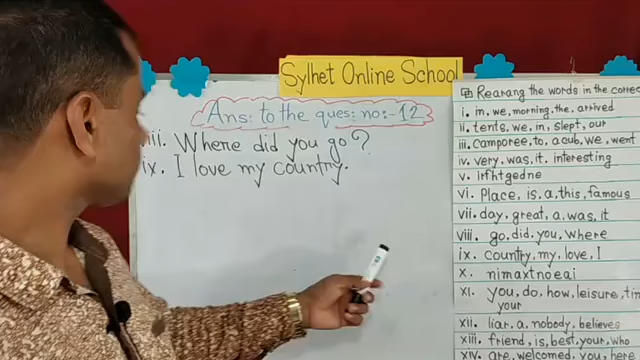 Sylhet Online School
Ans: to the ques: no:-12
iii. Where did you go?
ix. I love my country.
Rearang the words in the correc
i. in, we, morning. the. arrived
ii. tents. we. in, slept, our
iii. camporee. to, a cub, we, went
iv. very. was. it. interesting
v. Irfhtgedne
vi. Place, is, a, this, famous
vii. day, great, a. was, it
viii. go, did, you, where
ix. country, my, love, I
x. nimaxtnoeai
xi. you, do, how, leisure, tim
your
xii. liar. a. nobody, believes
xiii. friend, is, best, your, who
xiv. are, welcomed, you, here